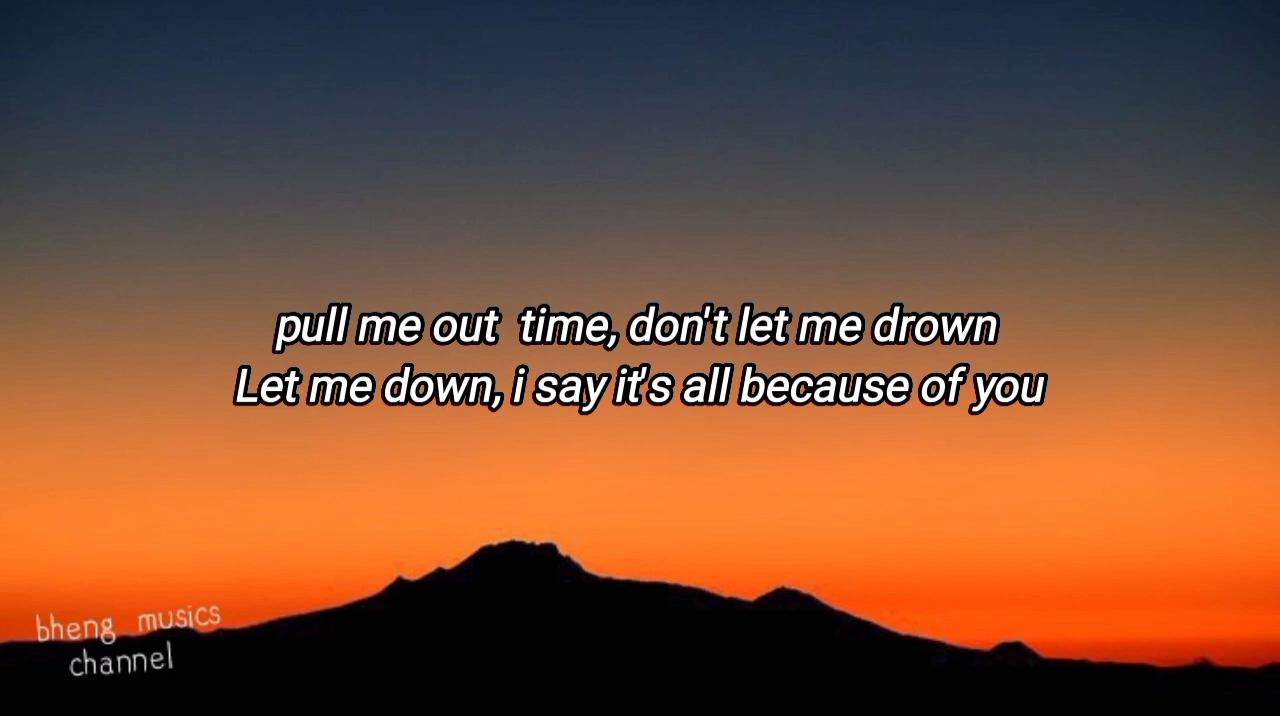 pull me out  time, don't let me drown
Let me down, i say it's all because of you
bheng musics
channel